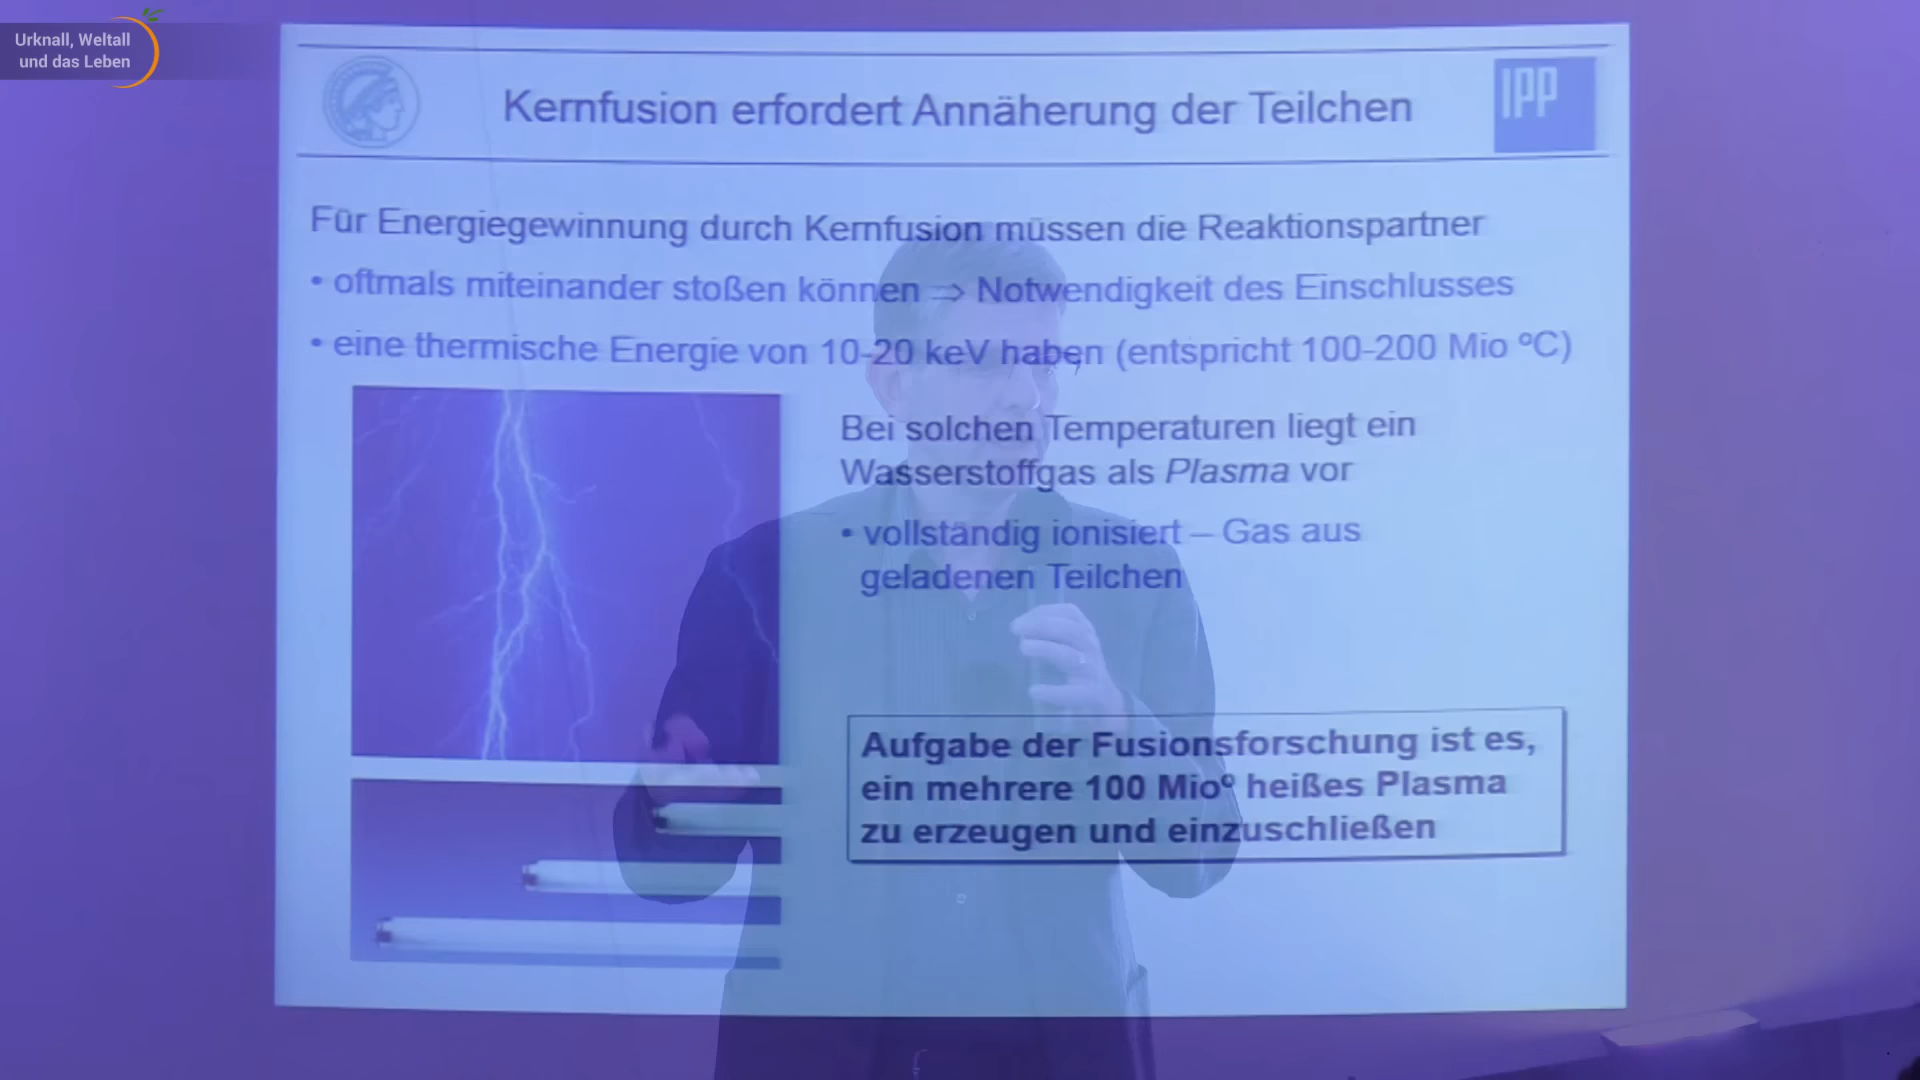 Urknall, Weltall
und das Leben
Kernfusion erfordert Annäherung der Teilchen
IPP
Für Energiegewinnung durch Kernfusion müssen die Reaktionspartner
• oftmals miteinander stoßen können ⇒ Notwendigkeit des Einschlusses
• eine thermische Energie von 10-20 keV haben (entspricht 100-200 Mio ºC)
Bei solchen Temperaturen liegt ein
Wasserstoffgas als Plasma vor
• vollständig ionisiert – Gas aus
geladenen Teilchen
Aufgabe der Fusionsforschung ist es,
ein mehrere 100 Mioº heißes Plasma
zu erzeugen und einzuschließen